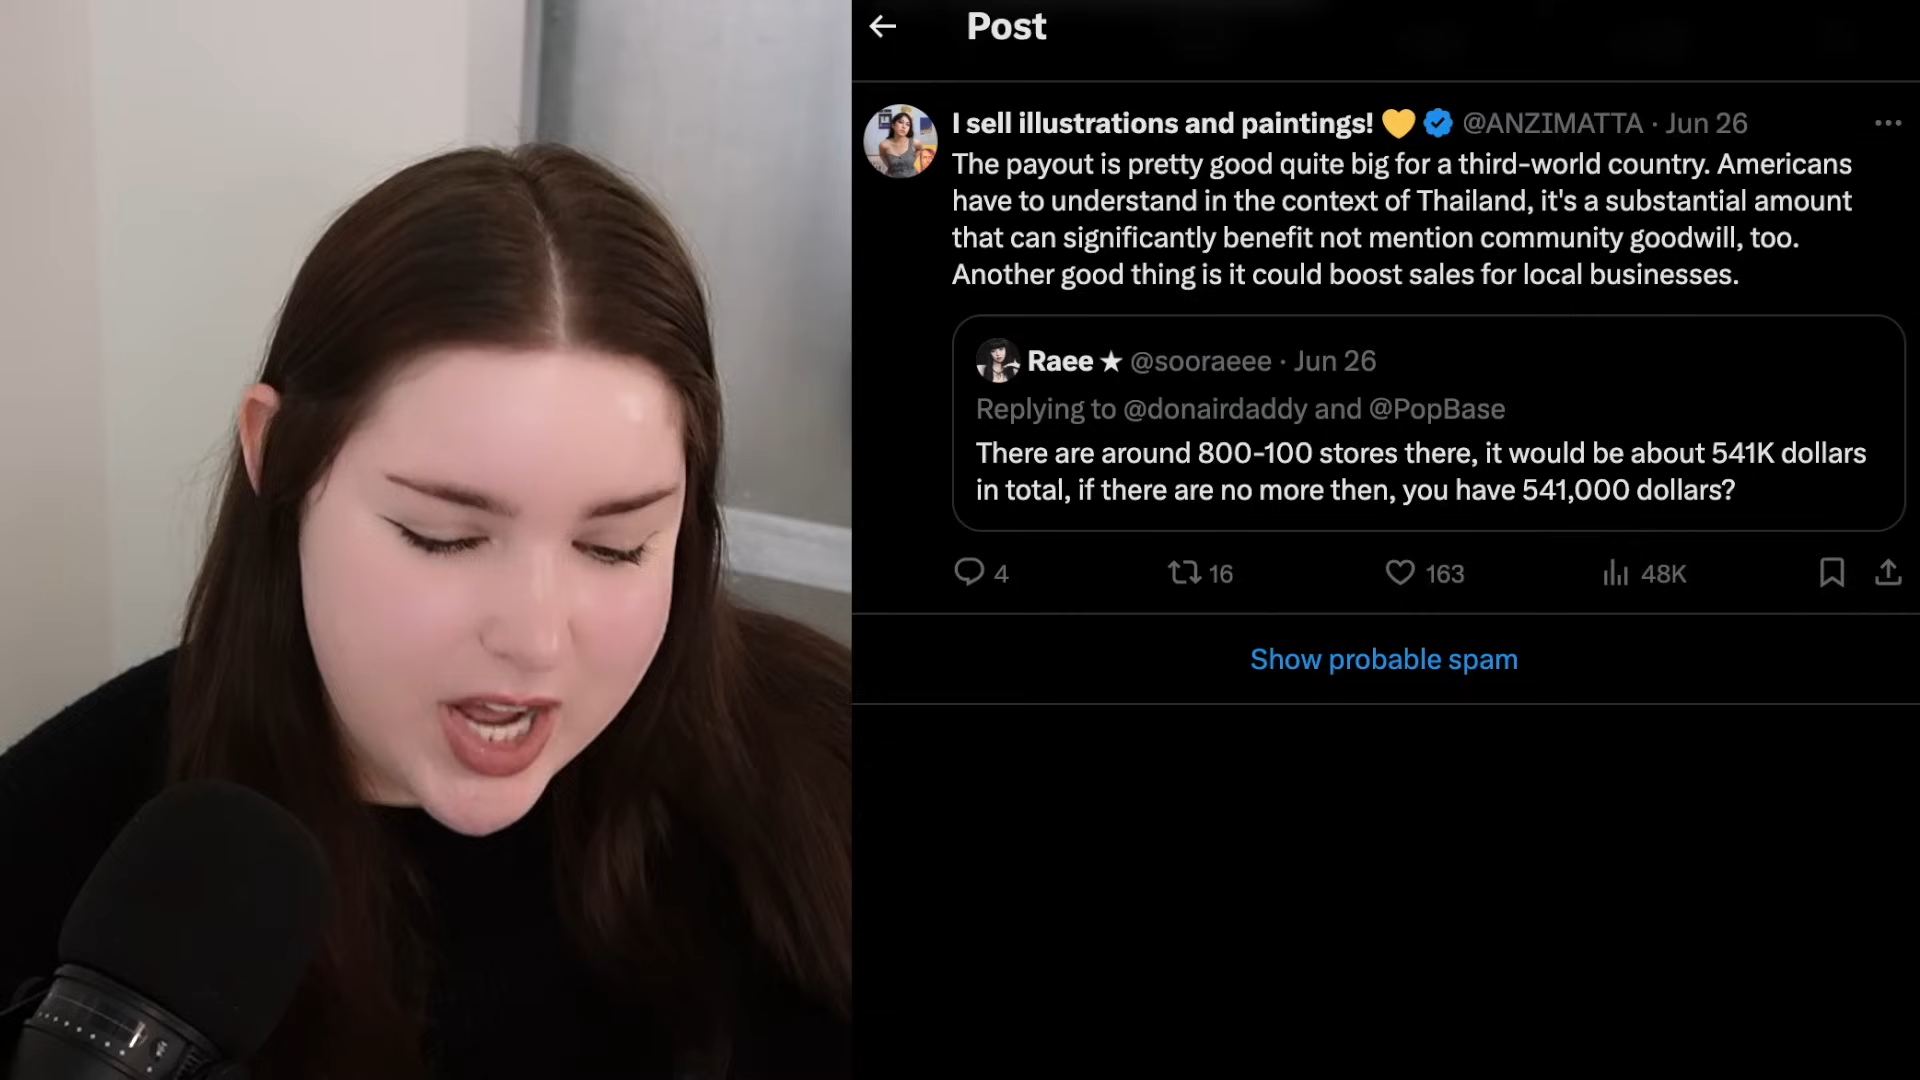 Post
I sell illustrations and paintings! 💛 @ANZIMATTA · Jun 26
The payout is pretty good quite big for a third-world country. Americans
have to understand in the context of Thailand, it's a substantial amount
that can significantly benefit not mention community goodwill, too.
Another good thing is it could boost sales for local businesses.
Raee ★ @sooraeee · Jun 26
Replying to @donairdaddy and @PopBase
There are around 800-100 stores there, it would be about 541K dollars
in total, if there are no more then, you have 541,000 dollars?
4 16 163 48K
Show probable spam